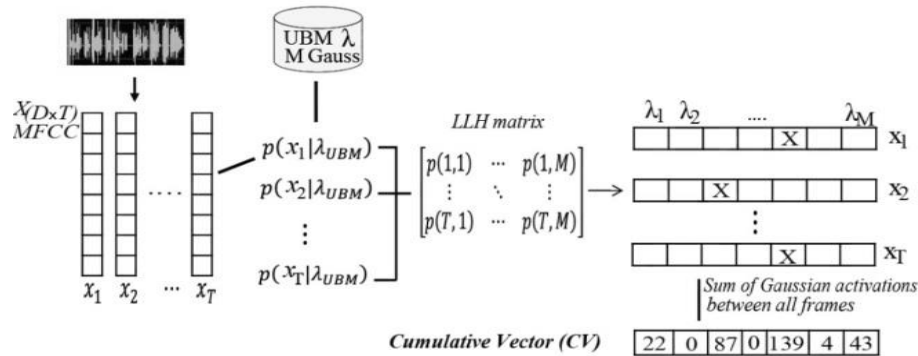 UBM λ
M Gauss
X(D×T)
MFCC
x1 x2 ... xT
p(x1|λUBM)
p(x2|λUBM)
⋮
p(xT|λUBM)
LLH matrix
p(1,1) ⋯ p(1,M)
⋮ ⋱ ⋮
p(T,1) ⋯ p(T,M)
λ1 λ2 .... λM
X x1
X x2
⋮
X xT
Sum of Gaussian activations
between all frames
Cumulative Vector (CV) 22 0 87 0 139 4 43